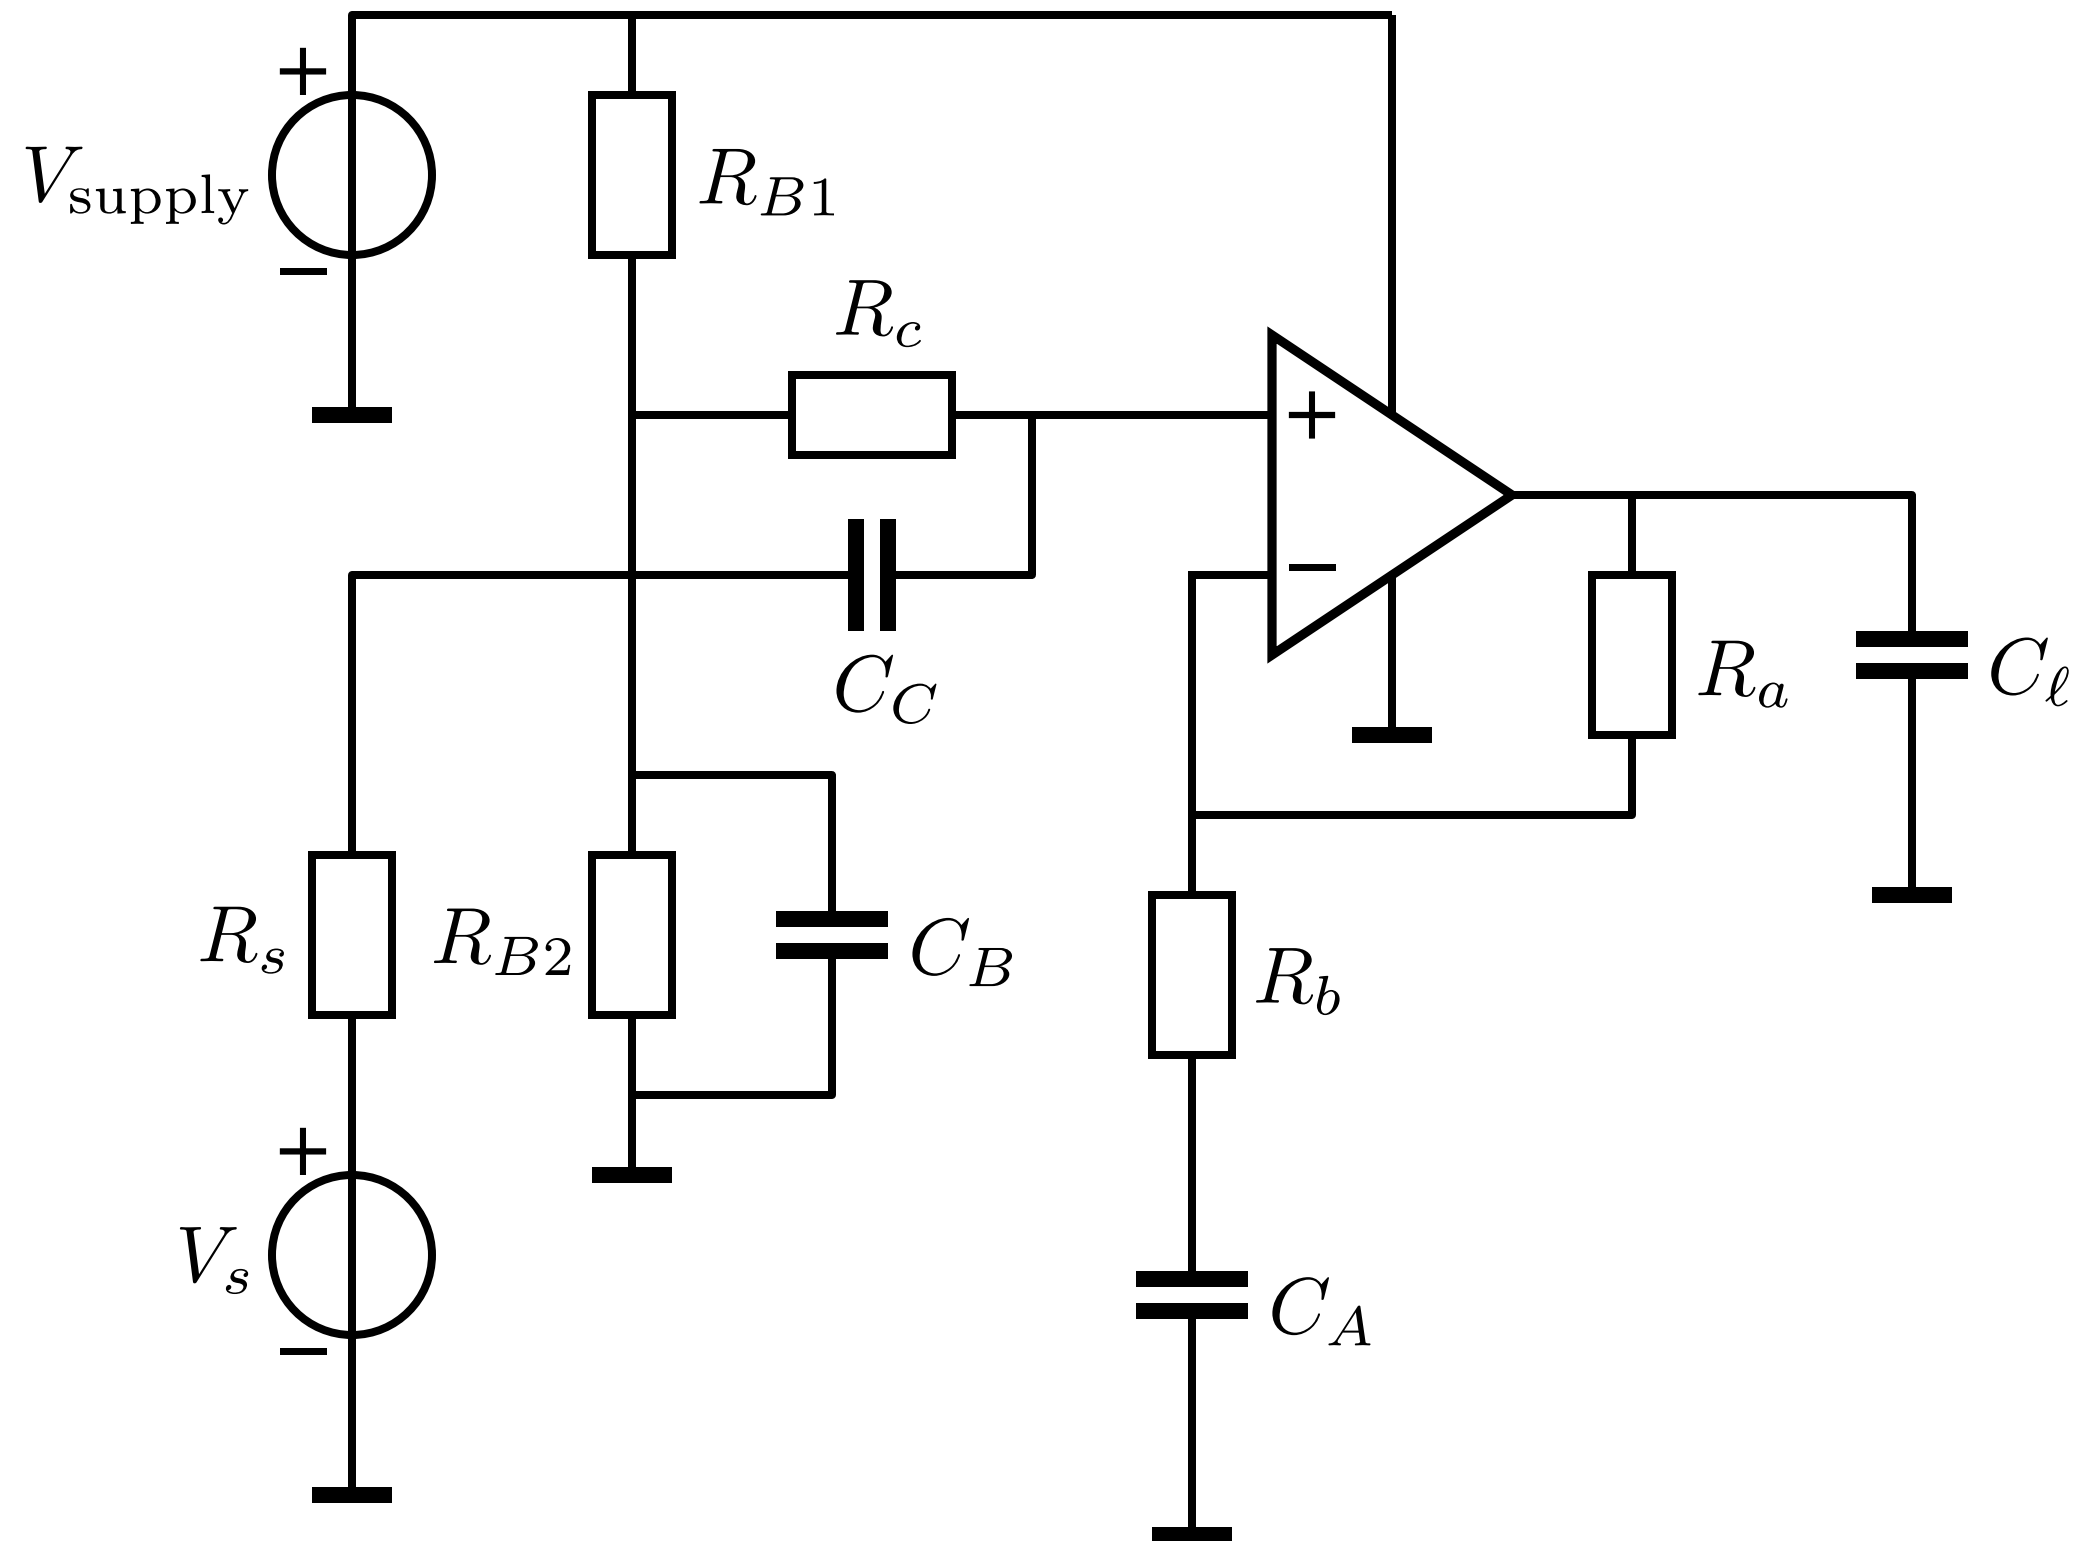 +
V_supply
−
R_B1
R_c
+
−
C_C
R_a
C_ℓ
R_s
R_B2
C_B
R_b
+
V_s
−
C_A